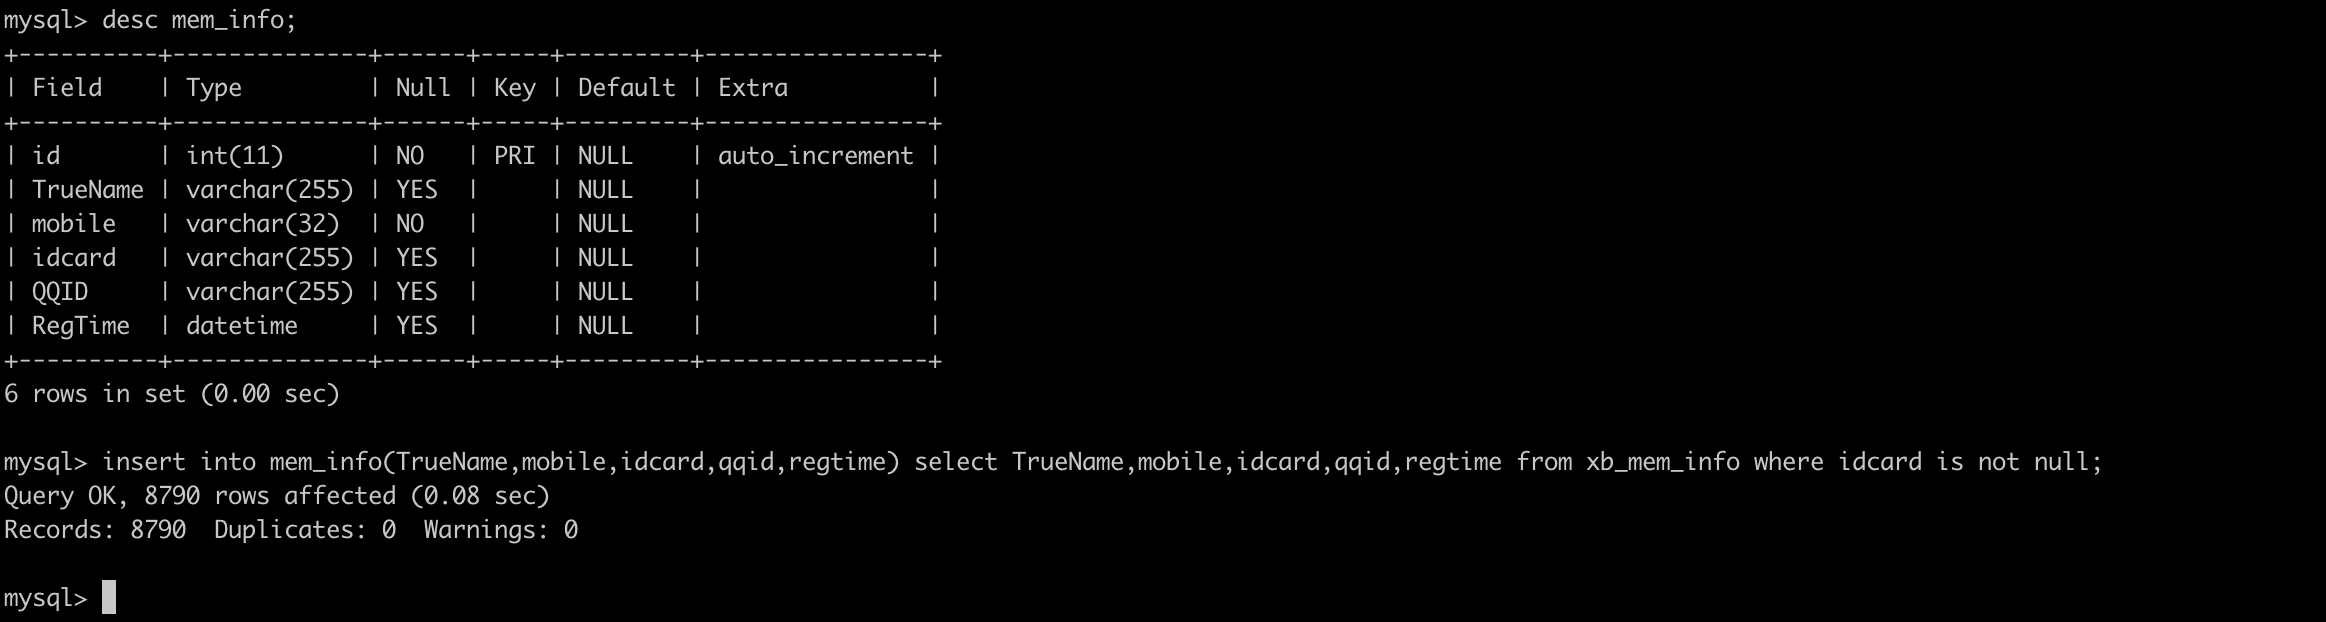 mysql> desc mem_info;
+----------+--------------+------+-----+---------+----------------+
| Field    | Type         | Null | Key | Default | Extra          |
+----------+--------------+------+-----+---------+----------------+
| id       | int(11)      | NO   | PRI | NULL    | auto_increment |
| TrueName | varchar(255) | YES  |     | NULL    |                |
| mobile   | varchar(32)  | NO   |     | NULL    |                |
| idcard   | varchar(255) | YES  |     | NULL    |                |
| QQID     | varchar(255) | YES  |     | NULL    |                |
| RegTime  | datetime     | YES  |     | NULL    |                |
+----------+--------------+------+-----+---------+----------------+
6 rows in set (0.00 sec)
mysql> insert into mem_info(TrueName,mobile,idcard,qqid,regtime) select TrueName,mobile,idcard,qqid,regtime from xb_mem_info where idcard is not null;
Query OK, 8790 rows affected (0.08 sec)
Records: 8790  Duplicates: 0  Warnings: 0
mysql>